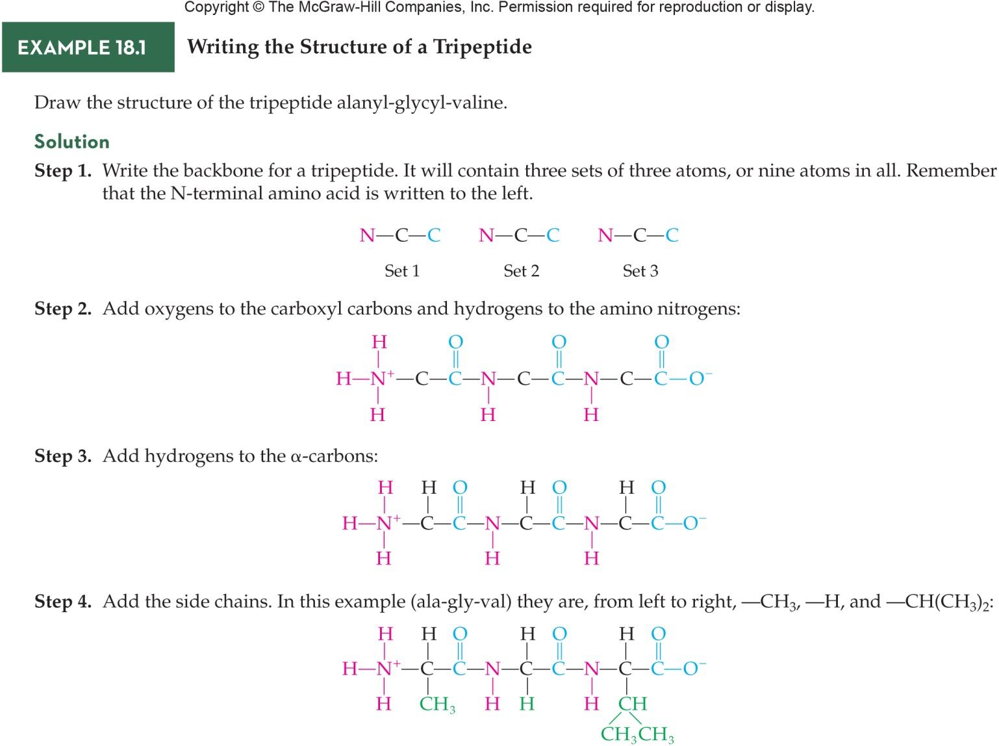 Copyright © The McGraw-Hill Companies, Inc. Permission required for reproduction or display.
EXAMPLE 18.1 Writing the Structure of a Tripeptide
Draw the structure of the tripeptide alanyl-glycyl-valine.
Solution
Step 1. Write the backbone for a tripeptide. It will contain three sets of three atoms, or nine atoms in all. Remember
that the N-terminal amino acid is written to the left.
N—C—C N—C—C N—C—C
Set 1 Set 2 Set 3
Step 2. Add oxygens to the carboxyl carbons and hydrogens to the amino nitrogens:
H O O O
H—N⁺—C—C—N—C—C—N—C—C—O⁻
H H H
Step 3. Add hydrogens to the α-carbons:
H H O H O H O
H—N⁺—C—C—N—C—C—N—C—C—O⁻
H H H
Step 4. Add the side chains. In this example (ala-gly-val) they are, from left to right, —CH₃, —H, and —CH(CH₃)₂:
H H O H O H O
H—N⁺—C—C—N—C—C—N—C—C—O⁻
H CH₃ H H H CH
CH₃CH₃